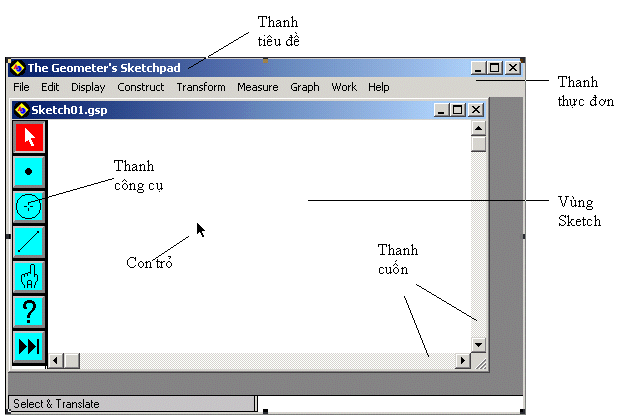 Thanh
tiêu đề
The Geometer's Sketchpad
File Edit Display Construct Transform Measure Graph Work Help
Thanh
thực đơn
Sketch01.gsp
Thanh
công cụ
Vùng
Sketch
Con trỏ
Thanh
cuốn
?
Select & Translate